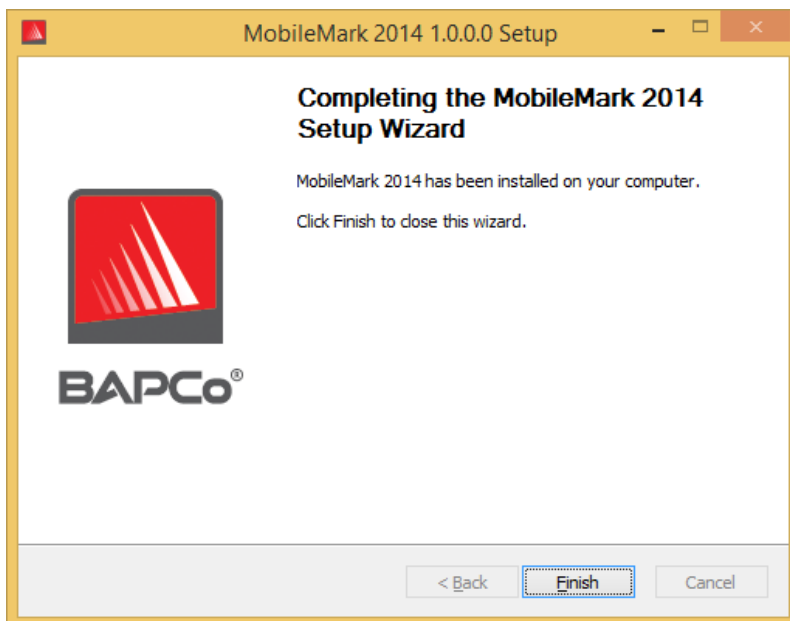 MobileMark 2014 1.0.0.0 Setup
Completing the MobileMark 2014
Setup Wizard
MobileMark 2014 has been installed on your computer.
Click Finish to close this wizard.
BAPCo®
< Back Finish Cancel